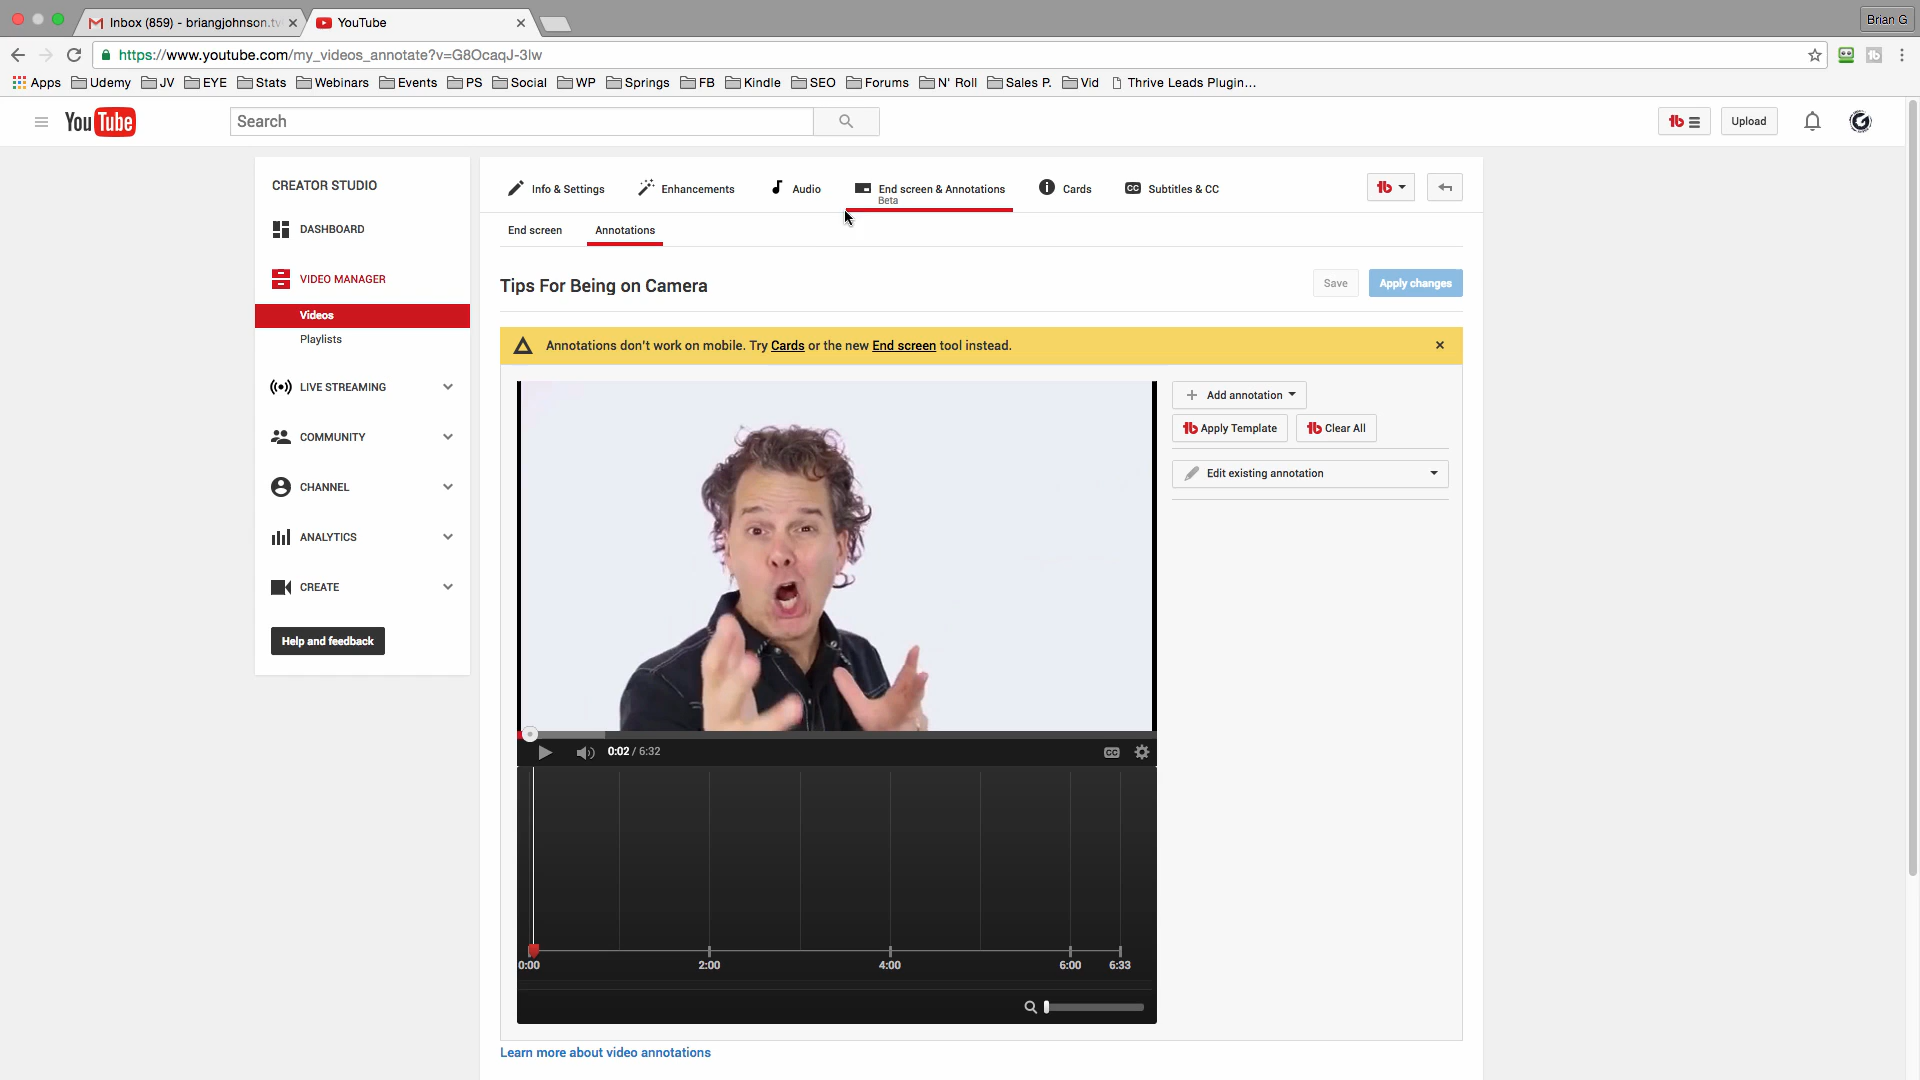 Inbox (859) - briangjohnson.tv
YouTube
Brian G
https://www.youtube.com/my_videos_annotate?v=G8OcaqJ-3lw
Apps Udemy JV EYE Stats Webinars Events PS Social WP Springs FB Kindle SEO Forums N' Roll Sales P. Vid Thrive Leads Plugin...
YouTube
Search
Upload
CREATOR STUDIO
DASHBOARD
VIDEO MANAGER
Videos
Playlists
LIVE STREAMING
COMMUNITY
CHANNEL
ANALYTICS
CREATE
Help and feedback
Info & Settings Enhancements Audio End screen & Annotations Cards CC Subtitles & CC
Beta
End screen Annotations
Tips For Being on Camera
Save Apply changes
Annotations don't work on mobile. Try Cards or the new End screen tool instead.
Add annotation
Apply Template Clear All
Edit existing annotation
0:02 / 6:32
CC
0:00 2:00 4:00 6:00 6:33
Learn more about video annotations